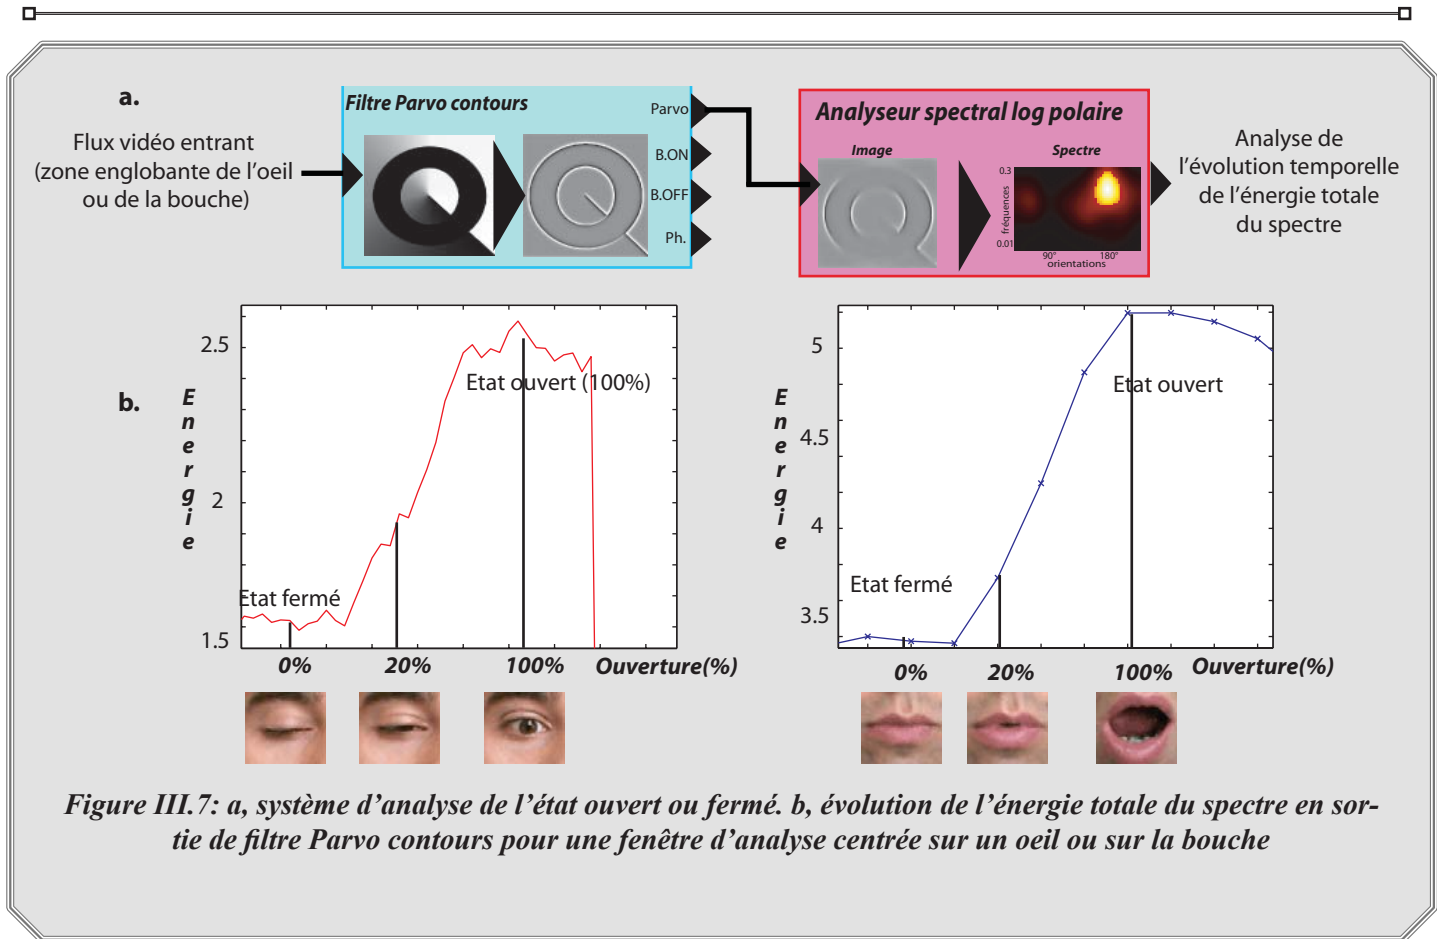 a.
Flux vidéo entrant
(zone englobante de l'oeil
ou de la bouche)
Filtre Parvo contours
Parvo
B.ON
B.OFF
Ph.
Analyseur spectral log polaire
Image
Spectre
0.3
fréquences
0.01
90°
180°
orientations
Analyse de
l'évolution temporelle
de l'énergie totale
du spectre
b.
Energie
2.5
2
1.5
Etat fermé
Etat ouvert (100%)
0%
20%
100%
Ouverture(%)
Energie
5
4.5
4
3.5
Etat fermé
Etat ouvert
0%
20%
100%
Ouverture(%)
Figure III.7: a, système d'analyse de l'état ouvert ou fermé. b, évolution de l'énergie totale du spectre en sor-
tie de filtre Parvo contours pour une fenêtre d'analyse centrée sur un oeil ou sur la bouche